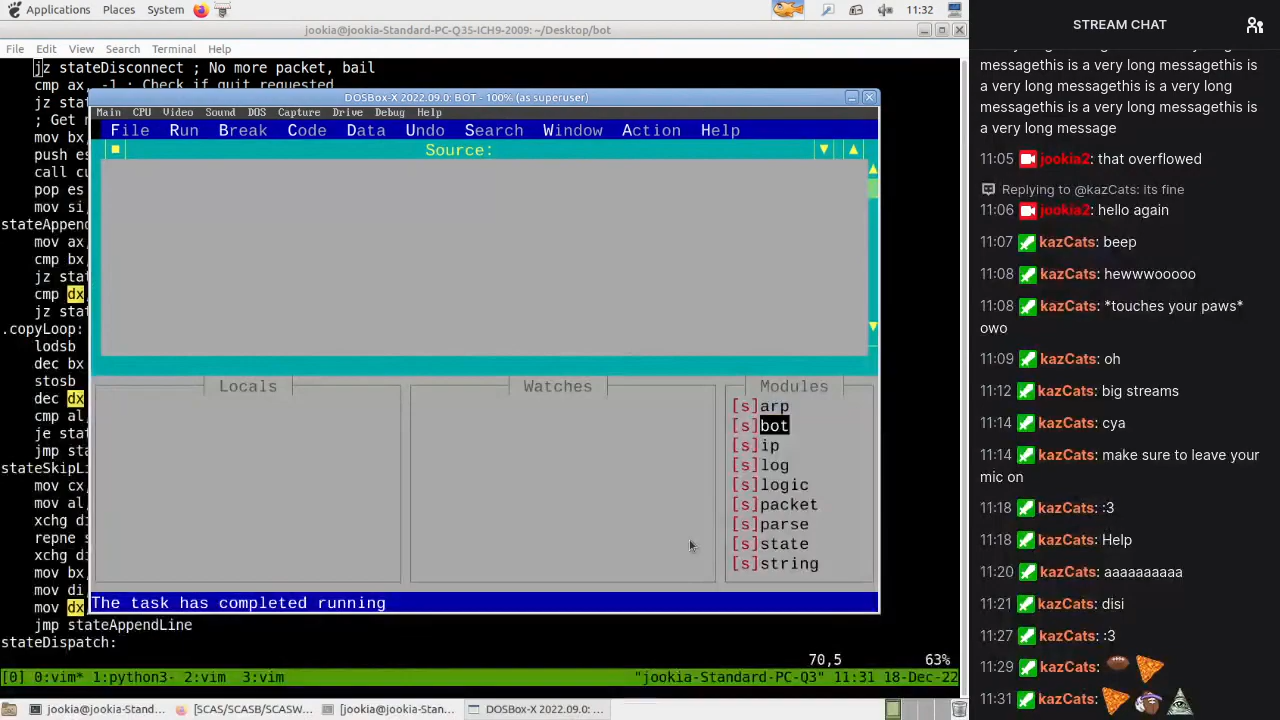 Applications Places System 11:32
jookia@jookia-Standard-PC-Q35-ICH9-2009: ~/Desktop/bot
File Edit View Search Terminal Help
jz stateDisconnect ; No more packet, bail
cmp ax, -1 ; Check if quit requested
jz sta
; Get r
mov bx
push es
call cu
pop es
mov si,
stateAppen
mov ax,
cmp bx,
jz stat
cmp dx
jz stat
.copyLoop:
lodsb
dec bx
stosb
dec dx
cmp al,
je stat
jmp sta
stateSkipLi
mov cx,
mov al,
xchg di
repne s
xchg di
mov bx,
mov di
mov dx
jmp stateAppendLine
stateDispatch:
70,5 63%
[0] 0:vim* 1:python3- 2:vim 3:vim "jookia-Standard-PC-Q3" 11:31 18-Dec-22
DOSBox-X 2022.09.0: BOT - 100% (as superuser)
Main CPU Video Sound DOS Capture Drive Debug Help
File Run Break Code Data Undo Search Window Action Help
Source:
Locals Watches Modules
[s]arp
[s]bot
[s]ip
[s]log
[s]logic
[s]packet
[s]parse
[s]state
[s]string
The task has completed running
jookia@jookia-Stand... [SCAS/SCASB/SCASW... [jookia@jookia-Stan... DOSBox-X 2022.09.0: ...
STREAM CHAT
messagethis is a very long messagethis is
a very long messagethis is a very long
messagethis is a very long messagethis is
a very long message
11:05 jookia2: that overflowed
Replying to @kazCats: its fine
11:06 jookia2: hello again
11:07 kazCats: beep
11:08 kazCats: hewwwooooo
11:08 kazCats: *touches your paws*
owo
11:09 kazCats: oh
11:12 kazCats: big streams
11:14 kazCats: cya
11:14 kazCats: make sure to leave your
mic on
11:18 kazCats: :3
11:18 kazCats: Help
11:20 kazCats: aaaaaaaaaa
11:21 kazCats: disi
11:27 kazCats: :3
11:29 kazCats:
11:31 kazCats: